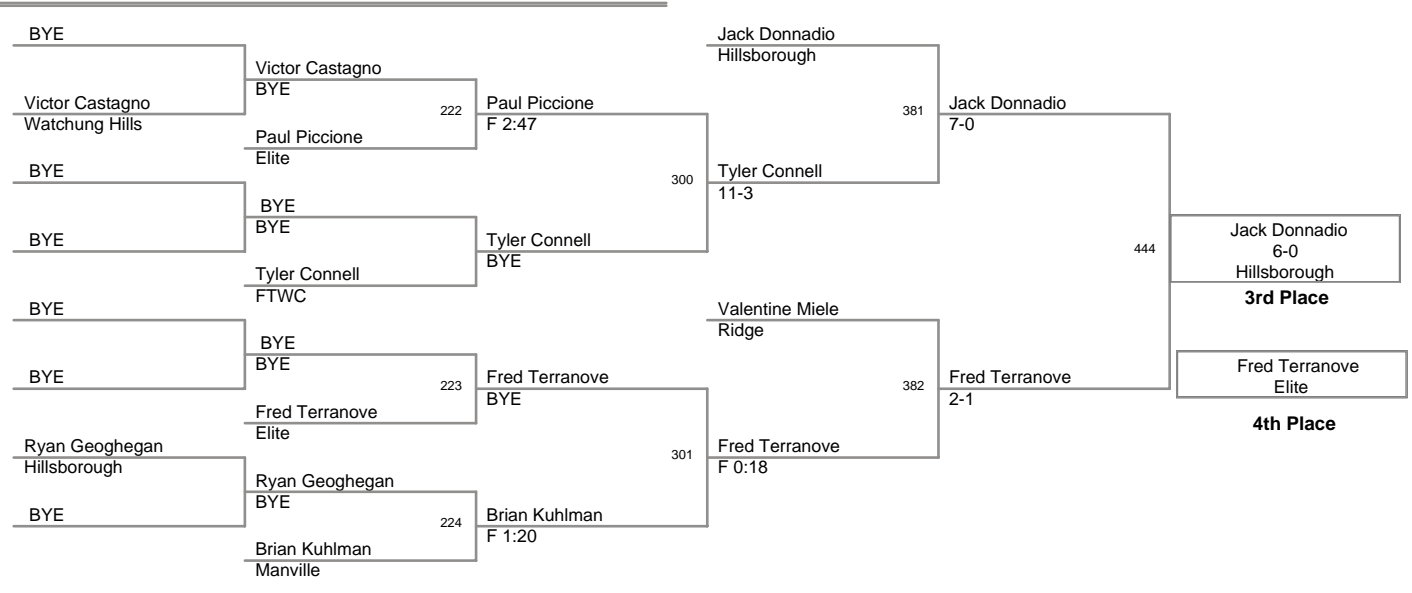 BYE
Victor Castagno
Watchung Hills
BYE
BYE
BYE
BYE
Ryan Geoghegan
Hillsborough
BYE
Victor Castagno
BYE
222
Paul Piccione
Elite
BYE
BYE
Tyler Connell
FTWC
BYE
BYE
223
Fred Terranove
Elite
Ryan Geoghegan
BYE
224
Brian Kuhlman
Manville
Paul Piccione
F 2:47
300
Tyler Connell
BYE
Fred Terranove
BYE
301
Brian Kuhlman
F 1:20
Jack Donnadio
Hillsborough
381
Tyler Connell
11-3
Valentine Miele
Ridge
382
Fred Terranove
F 0:18
Jack Donnadio
7-0
444
Fred Terranove
2-1
Jack Donnadio
6-0
Hillsborough
3rd Place
Fred Terranove
Elite
4th Place